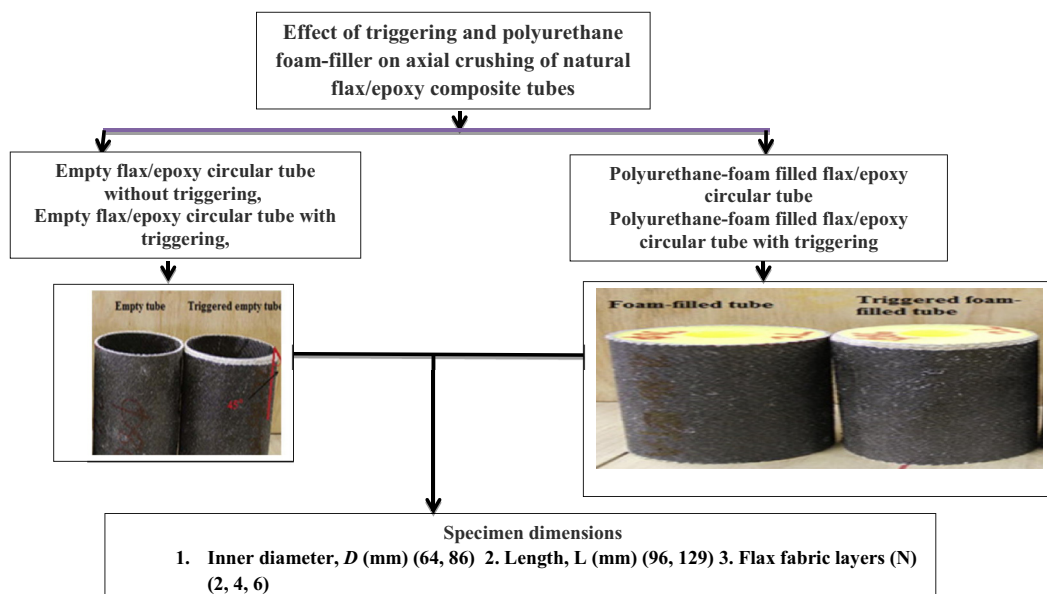 Effect of triggering and polyurethane
foam-filler on axial crushing of natural
flax/epoxy composite tubes
Empty flax/epoxy circular tube
without triggering,
Empty flax/epoxy circular tube with
triggering,
Polyurethane-foam filled flax/epoxy
circular tube
Polyurethane-foam filled flax/epoxy
circular tube with triggering
Empty tube
Triggered empty tube
45°
Foam-filled tube
Triggered foam-
filled tube
Specimen dimensions
1. Inner diameter, D (mm) (64, 86) 2. Length, L (mm) (96, 129) 3. Flax fabric layers (N)
(2, 4, 6)